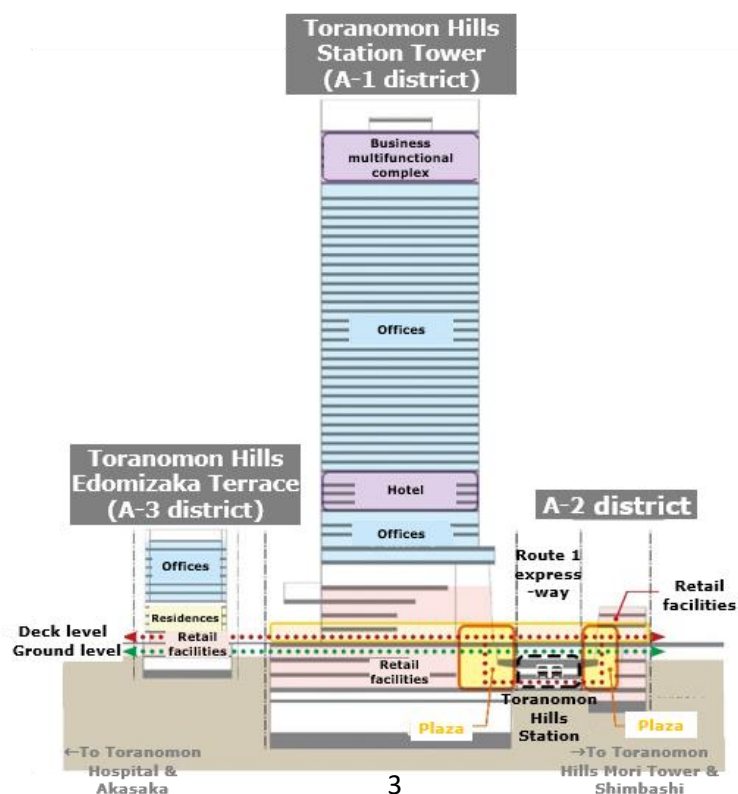 Toranomon Hills
Station Tower
(A-1 district)
Business
multifunctional
complex
Offices
Toranomon Hills
Edomizaka Terrace
(A-3 district)
Hotel
A-2 district
Offices
Offices
Route 1
express
-way
Retail
facilities
Residences
Deck level
Ground level
Retail
facilities
Retail
facilities
Toranomon
Hills
Station
Plaza
Plaza
←To Toranomon
Hospital &
Akasaka
→To Toranomon
Hills Mori Tower &
Shimbashi
3